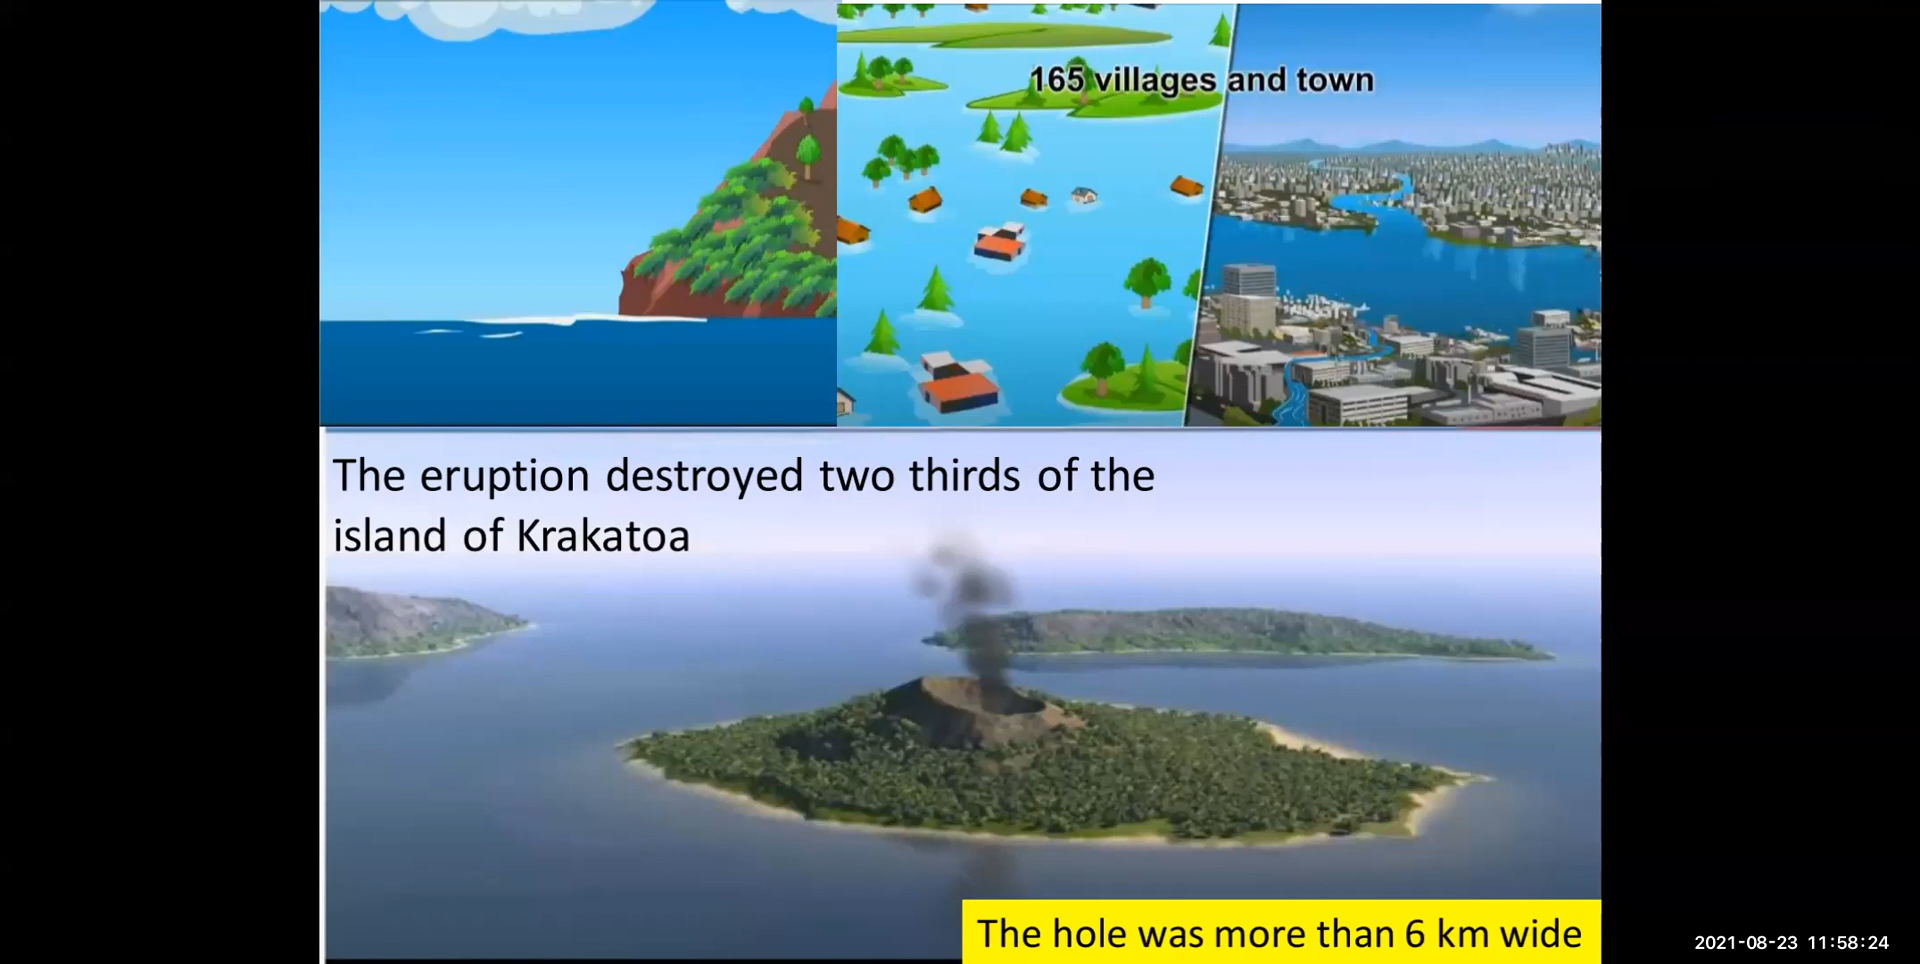 165 villages and town
The eruption destroyed two thirds of the
island of Krakatoa
The hole was more than 6 km wide
2021-08-23 11:58:24